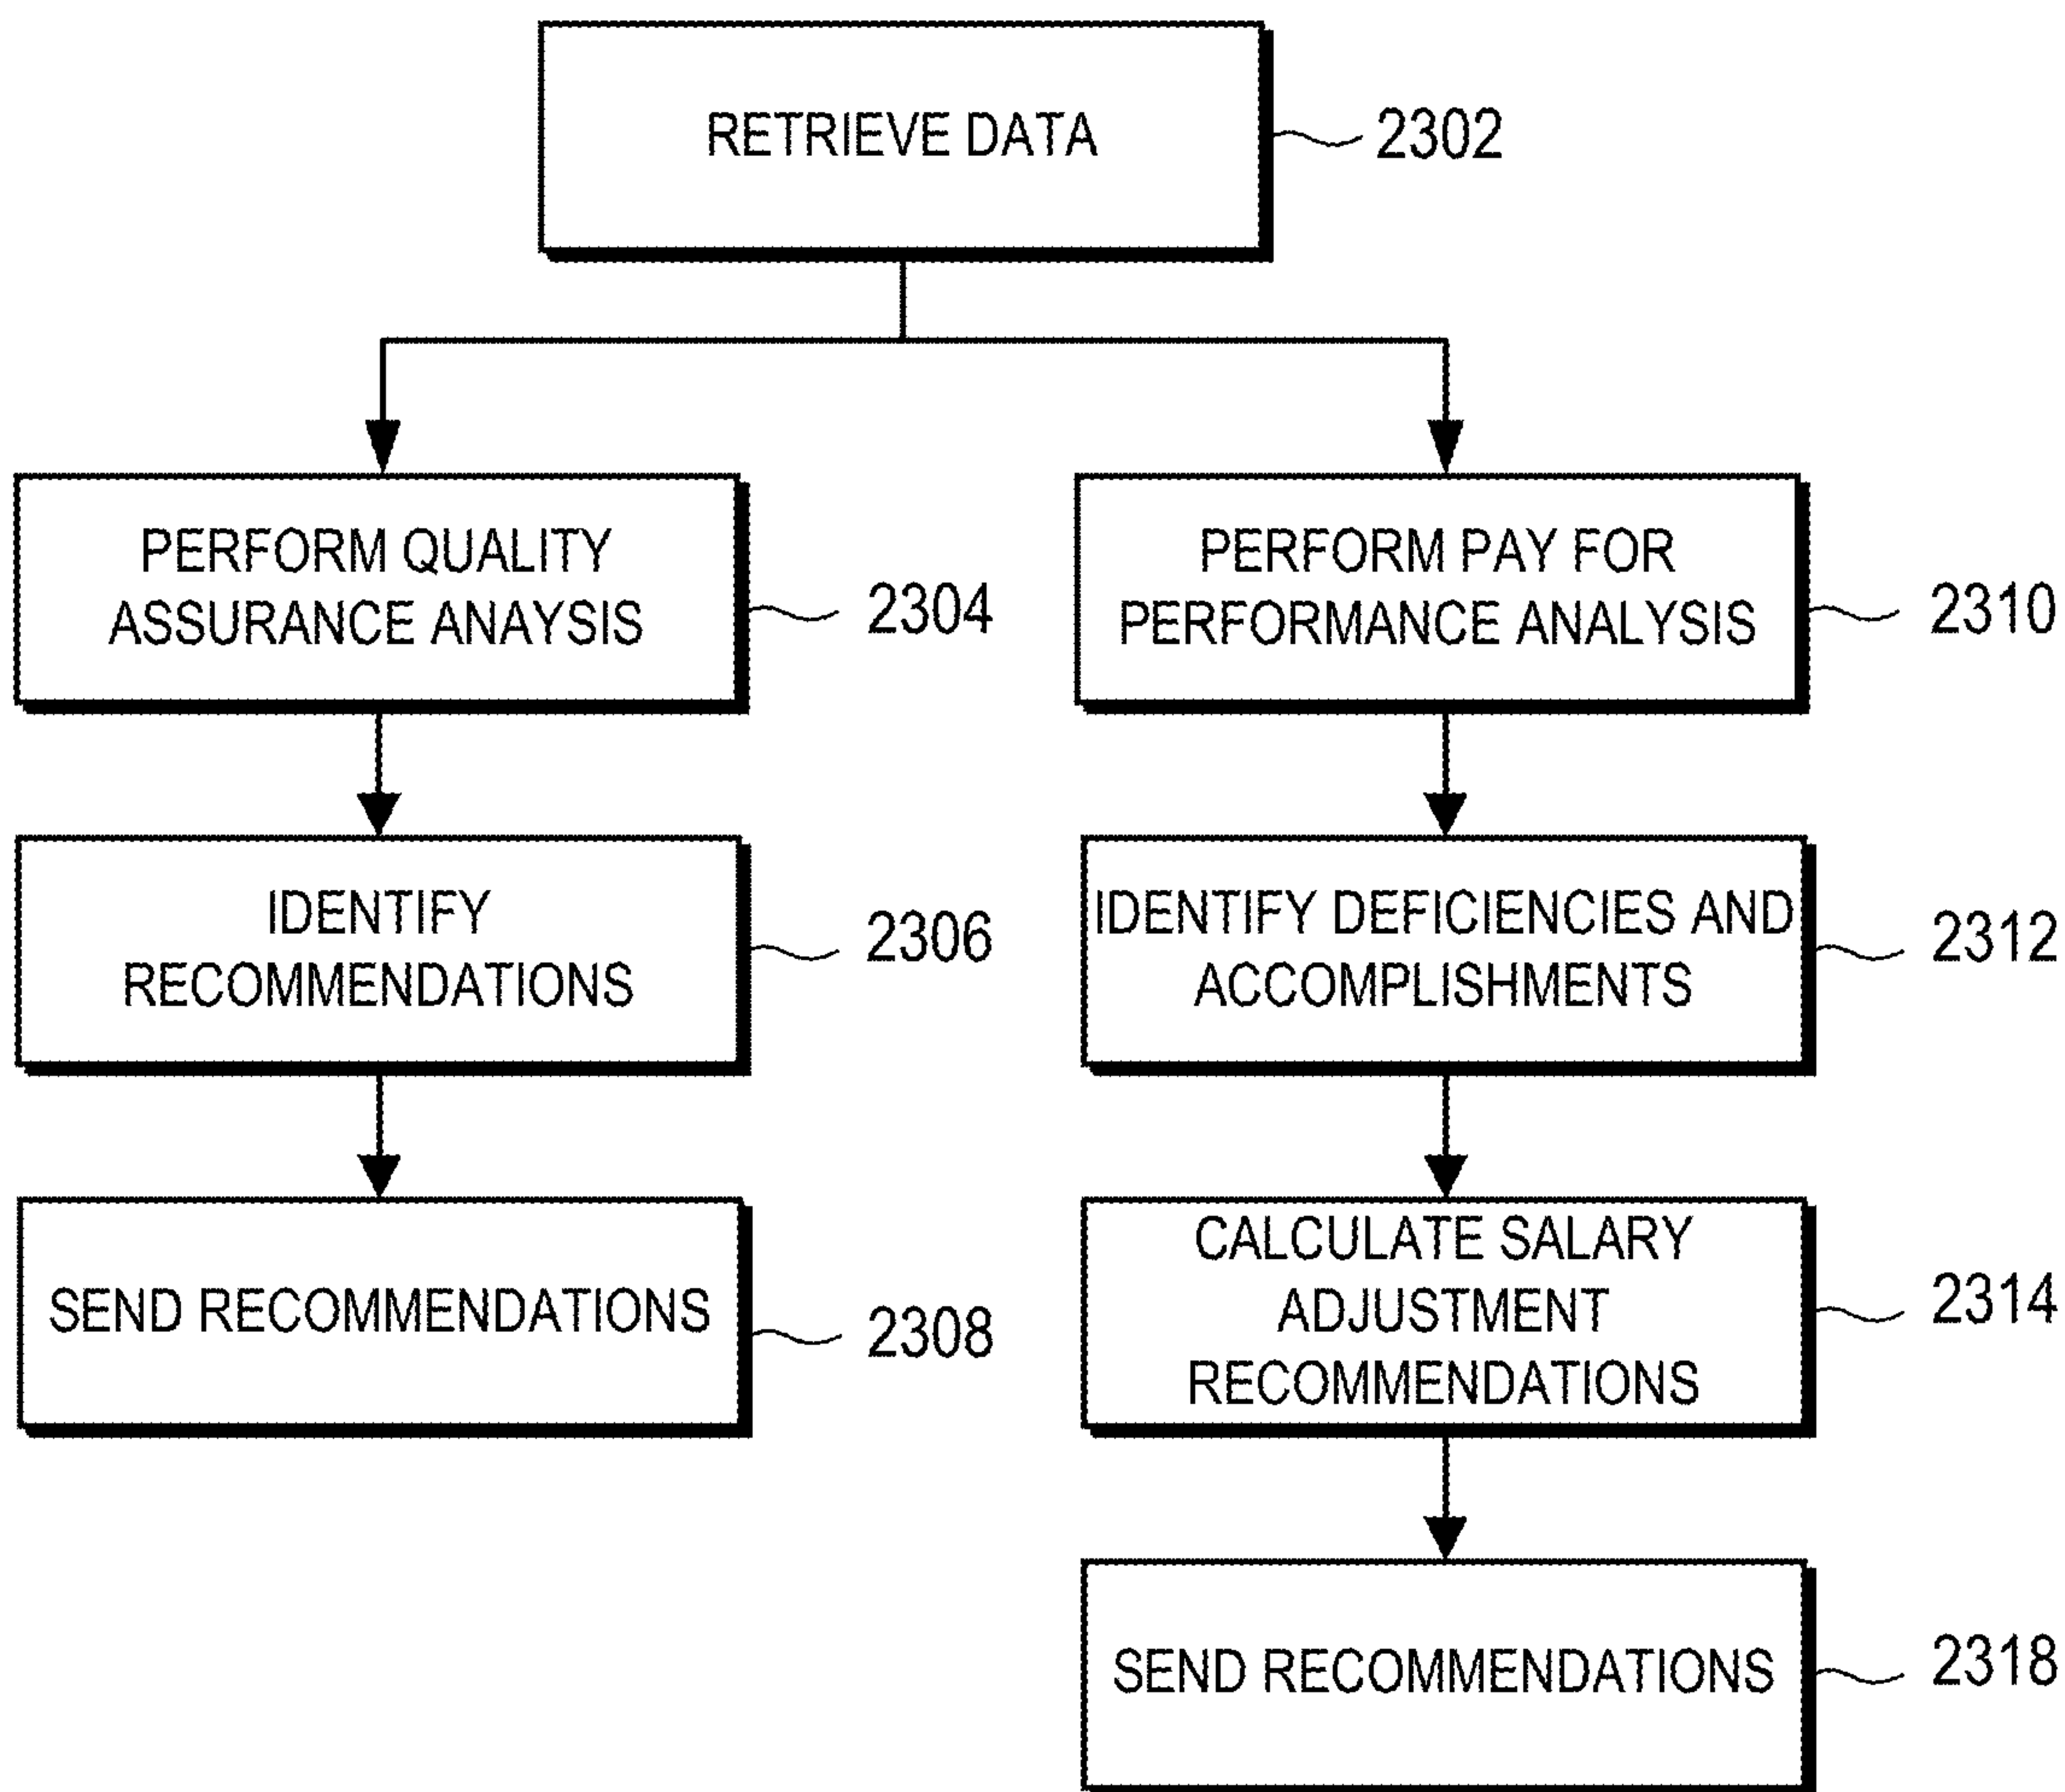 RETRIEVE DATA
2302
PERFORM QUALITY
ASSURANCE ANAYSIS
2304
IDENTIFY
RECOMMENDATIONS
2306
SEND RECOMMENDATIONS
2308
PERFORM PAY FOR
PERFORMANCE ANALYSIS
2310
IDENTIFY DEFICIENCIES AND
ACCOMPLISHMENTS
2312
CALCULATE SALARY
ADJUSTMENT
RECOMMENDATIONS
2314
SEND RECOMMENDATIONS
2318